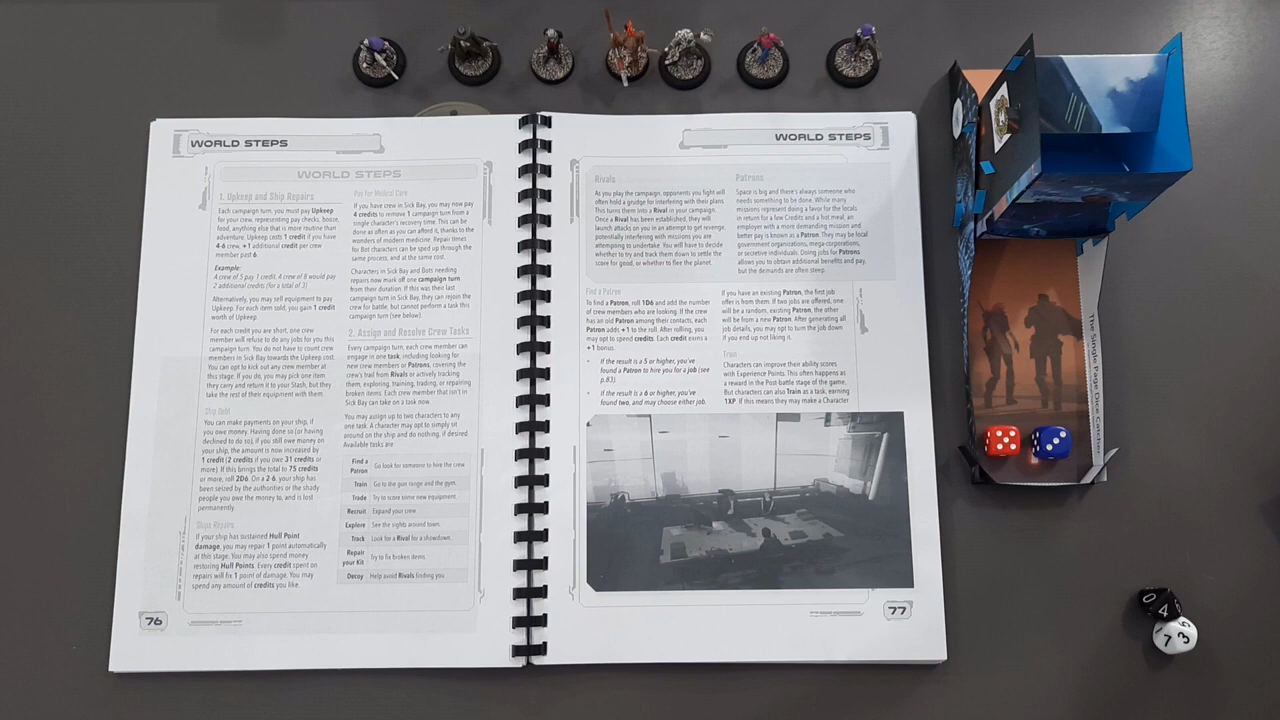 WORLD STEPS
WORLD STEPS
1. Upkeep and Ship Repairs
Each campaign turn, you must pay Upkeep
for your crew, representing pay checks, booze,
food, anything else that is more routine than
adventure. Upkeep costs 1 credit if you have
4-6 crew, +1 additional credit per crew
member past 6.
Example:
A crew of 5 pay 1 credit. A crew of 8 would pay
2 additional credits (for a total of 3)
Alternatively, you may sell equipment to pay
Upkeep. For each item sold, you gain 1 credit
worth of Upkeep.
For each credit you are short, one crew
member will refuse to do any jobs for you this
campaign turn. You do not have to count crew
members in Sick Bay towards the Upkeep cost.
You can opt to kick out any crew member at
this stage. If you do, you may pick one item
they carry and return it to your Stash, but they
take the rest of their equipment with them.
Ship Debt
You can make payments on your ship, if
you owe money. Having done so (or having
declined to do so), if you still owe money on
your ship, the amount is now increased by
1 credit (2 credits if you owe 31 credits or
more). If this brings the total to 75 credits
or more, roll 2D6. On a 2-6, your ship has
been seized by the authorities or the shady
people you owe the money to, and is lost
permanently.
Ships Repairs
If your ship has sustained Hull Point
damage, you may repair 1 point automatically
at this stage. You may also spend money
restoring Hull Points. Every credit spent on
repairs will fix 1 point of damage. You may
spend any amount of credits you like.
Pay for Medical Care
If you have crew in Sick Bay, you may now pay
4 credits to remove 1 campaign turn from a
single character's recovery time. This can be
done as often as you can afford it, thanks to the
wonders of modern medicine. Repair times
for Bot characters can be sped up through the
same process, and at the same cost.
Characters in Sick Bay and Bots needing
repairs now mark off one campaign turn
from their duration. If this was their last
campaign turn in Sick Bay, they can rejoin the
crew for battle, but cannot perform a task this
campaign turn (see below).
2. Assign and Resolve Crew Tasks
Every campaign turn, each crew member can
engage in one task, including looking for
new crew members or Patrons, covering the
crew's trail from Rivals or actively tracking
them, exploring, training, trading, or repairing
broken items. Each crew member that isn't in
Sick Bay can take on a task now.
You may assign up to two characters to any
one task. A character may opt to simply sit
around on the ship and do nothing, if desired
Available tasks are
Find a Patron Go look for someone to hire the crew
Train Go to the gun range and the gym.
Trade Try to score some new equipment.
Recruit Expand your crew
Explore See the sights around town.
Track Look for a Rival for a showdown.
Repair your Kit Try to fix broken items.
Decoy Help avoid Rivals finding you
76
WORLD STEPS
Rivals
As you play the campaign, opponents you fight will
often hold a grudge for interfering with their plans.
This turns them into a Rival in your campaign.
Once a Rival has been established, they will
launch attacks on you in an attempt to get revenge,
potentially interfering with missions you are
attempting to undertake. You will have to decide
whether to try and track them down to settle the
score for good, or whether to flee the planet.
Patrons
Space is big and there's always someone who
needs something to be done. While many
missions represent doing a favor for the locals
in return for a few Credits and a hot meal, an
employer with a more demanding mission and
better pay is known as a Patron. They may be local
government organizations, mega-corporations,
or secretive individuals. Doing jobs for Patrons
allows you to obtain additional benefits and pay,
but the demands are often steep.
Find a Patron
To find a Patron, roll 1D6 and add the number
of crew members who are looking. If the crew
has an old Patron among their contacts, each
Patron adds +1 to the roll. After rolling, you
may opt to spend credits. Each credit earns a
+1 bonus.
• If the result is a 5 or higher, you've
found a Patron to hire you for a job (see
p.83).
• If the result is a 6 or higher, you've
found two, and may choose either job.
If you have an existing Patron, the first job
offer is from them. If two jobs are offered, one
will be a random, existing Patron, the other
will be from a new Patron. After generating all
job offers, you may opt to turn the job down
if you end up not liking it.
Train
Characters can improve their ability scores
with Experience Points. This often happens as
a reward in the Post-battle stage of the game.
But characters can also Train as a task, earning
1XP. If this means they may make a Character
77
The Single Page Dice Catcher
0
4
7
3
5